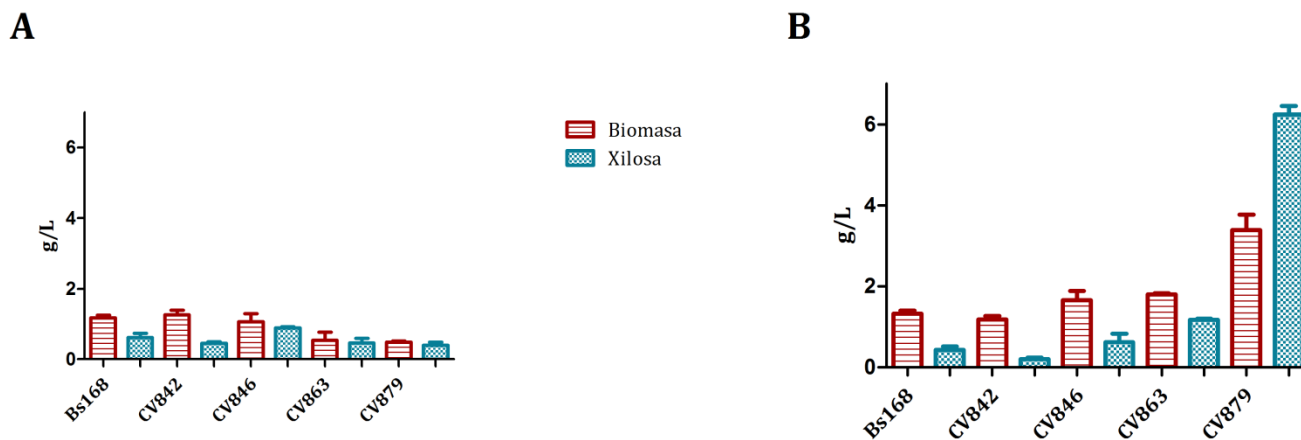 A
B
Biomasa
Xilosa
g/L
6
4
2
0
Bs168
CV842
CV846
CV863
CV879
g/L
6
4
2
0
Bs168
CV842
CV846
CV863
CV879